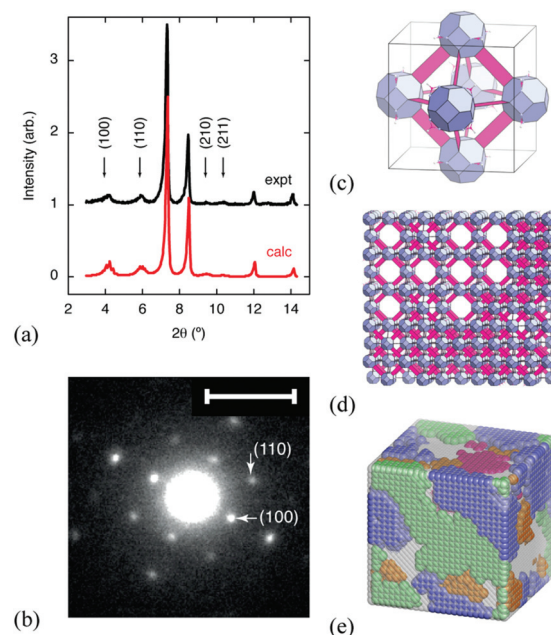 3
2
1
0
Intensity (arb.)
(100)
(110)
(210)
(211)
expt
calc
4
6
8
10
12
14
2θ (º)
(a)
(110)
(100)
(b)
(c)
(d)
(e)